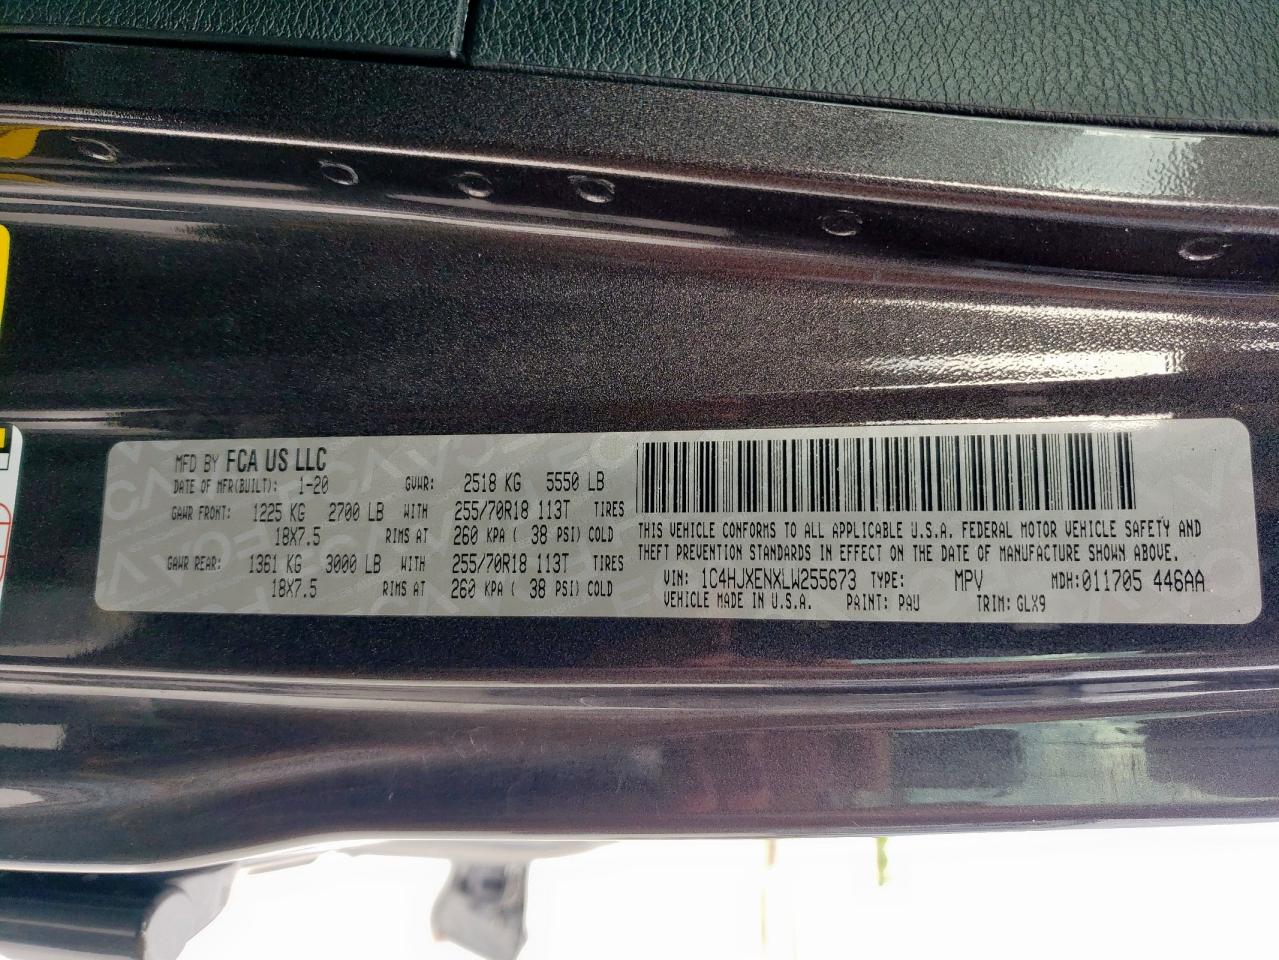 MFD BY FCA US LLC
DATE OF MFR(BUILT): 1-20 GVWR: 2518 KG 5550 LB
GAWR FRONT: 1225 KG 2700 LB WITH 255/70R18 113T TIRES
18X7.5 RIMS AT 260 KPA ( 38 PSI) COLD
GAWR REAR: 1361 KG 3000 LB WITH 255/70R18 113T TIRES
18X7.5 RIMS AT 260 KPA ( 38 PSI) COLD
THIS VEHICLE CONFORMS TO ALL APPLICABLE U.S.A. FEDERAL MOTOR VEHICLE SAFETY AND
THEFT PREVENTION STANDARDS IN EFFECT ON THE DATE OF MANUFACTURE SHOWN ABOVE.
VIN: 1C4HJXENXLW255673 TYPE: MPV MDH:011705 446AA
VEHICLE MADE IN U.S.A. PAINT: PAU TRIM: GLX9